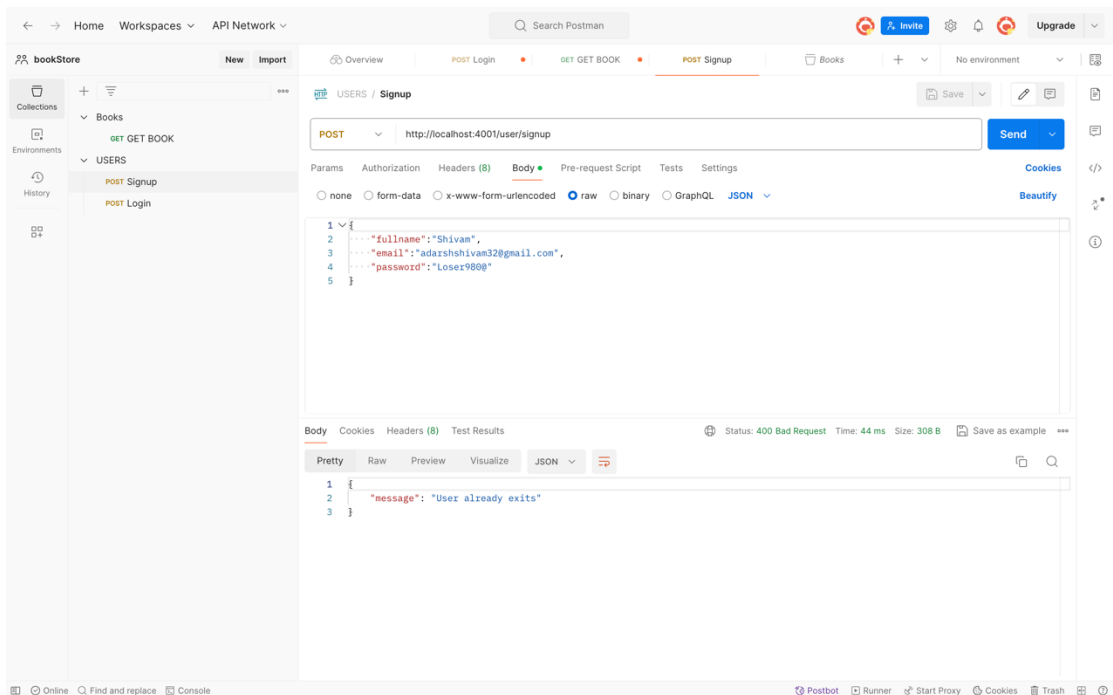 ← → Home Workspaces API Network Search Postman Invite Upgrade
bookStore New Import Overview POST Login GET GET BOOK POST Signup Books + No environment
Collections
Environments
History
Books
GET GET BOOK
USERS
POST Signup
POST Login
HTTP USERS / Signup Save
POST http://localhost:4001/user/signup Send
Params Authorization Headers (8) Body Pre-request Script Tests Settings Cookies
none form-data x-www-form-urlencoded raw binary GraphQL JSON Beautify
1 {
2 ····"fullname":"Shivam",
3 ····"email":"adarshshivam32@gmail.com",
4 ····"password":"Loser980@"
5 }
Body Cookies Headers (8) Test Results Status: 400 Bad Request Time: 44 ms Size: 308 B Save as example
Pretty Raw Preview Visualize JSON
1 {
2 "message": "User already exits"
3 }
Online Find and replace Console Postbot Runner Start Proxy Cookies Trash